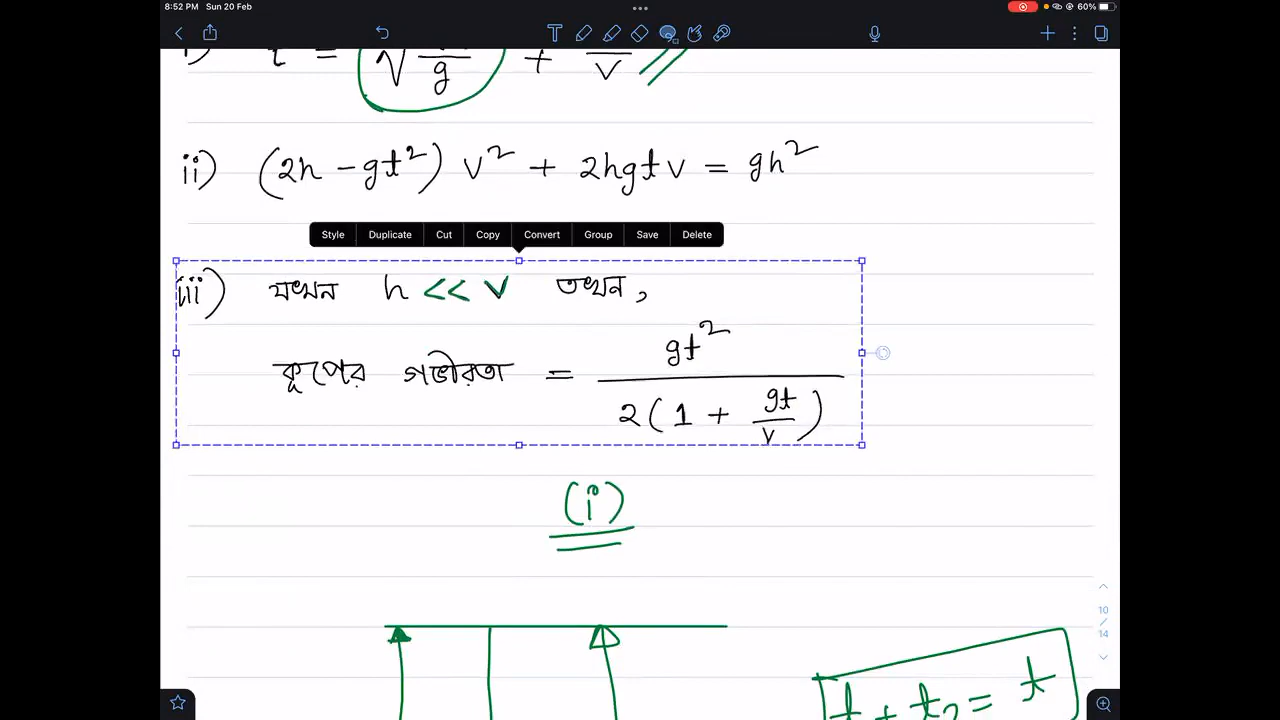 8:52 PM Sun 20 Feb
60%
i) t = √ g + v
ii) (2h - gt²) v² + 2hgtv = gh²
Style Duplicate Cut Copy Convert Group Save Delete
iii) যখন h << v তখন,
কূপের গভীরতা = gt² / 2(1 + gt/v)
(i)
10 / 14
t + t₂ = t